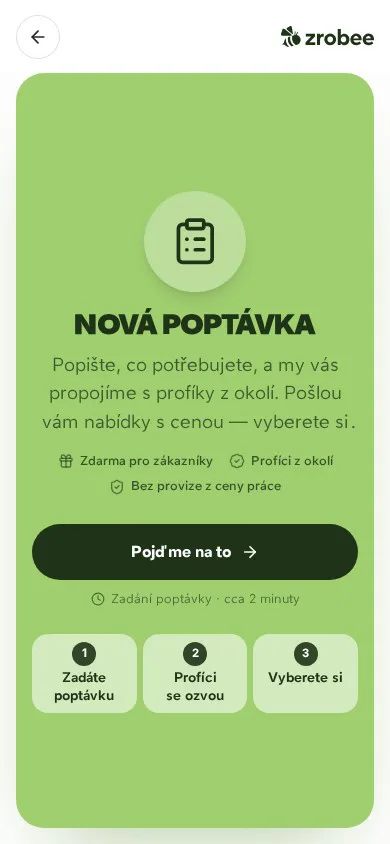 zrobee
NOVÁ POPTÁVKA
Popište, co potřebujete, a my vás
propojíme s profíky z okolí. Pošlou
vám nabídky s cenou — vyberete si.
Zdarma pro zákazníky
Profíci z okolí
Bez provize z ceny práce
Pojďme na to
Zadání poptávky · cca 2 minuty
1
Zadáte
poptávku
2
Profíci
se ozvou
3
Vyberete si